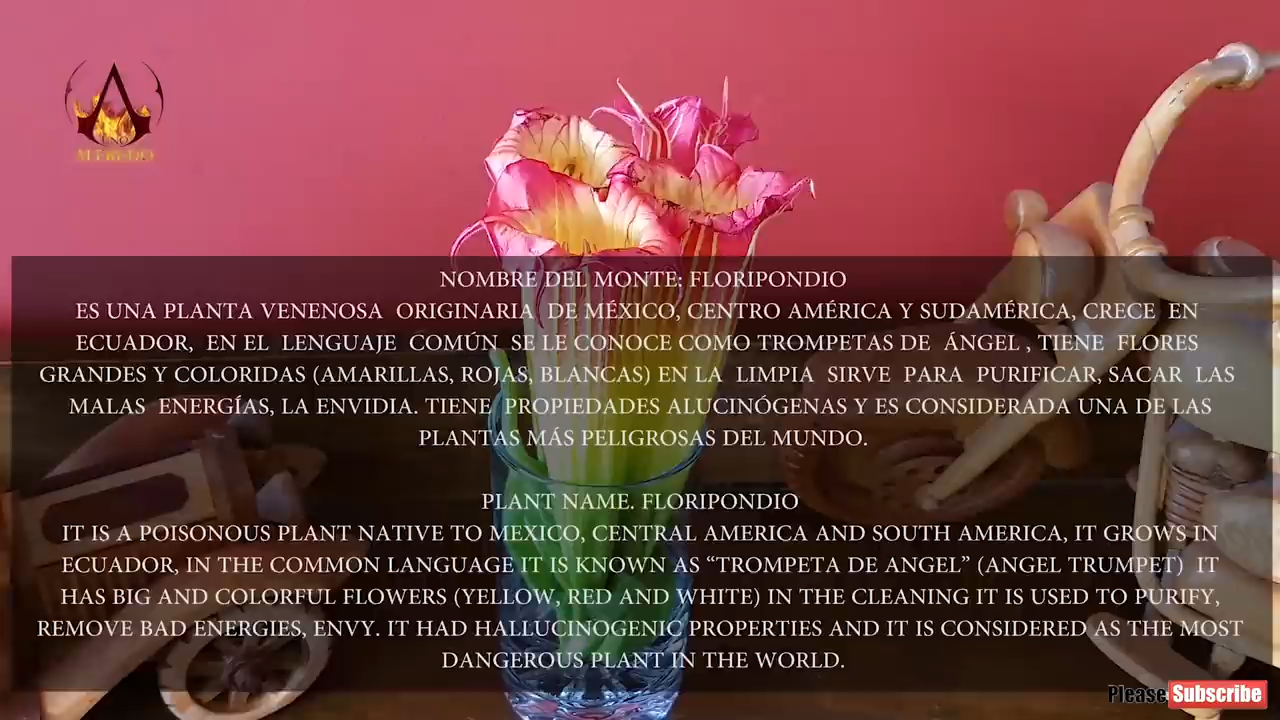 NOMBRE DEL MONTE: FLORIPONDIO
ES UNA PLANTA VENENOSA ORIGINARIA DE MÉXICO, CENTRO AMÉRICA Y SUDAMÉRICA, CRECE EN
ECUADOR, EN EL LENGUAJE COMÚN SE LE CONOCE COMO TROMPETAS DE ÁNGEL , TIENE FLORES
GRANDES Y COLORIDAS (AMARILLAS, ROJAS, BLANCAS) EN LA LIMPIA SIRVE PARA PURIFICAR, SACAR LAS
MALAS ENERGÍAS, LA ENVIDIA. TIENE PROPIEDADES ALUCINÓGENAS Y ES CONSIDERADA UNA DE LAS
PLANTAS MÁS PELIGROSAS DEL MUNDO.
PLANT NAME. FLORIPONDIO
IT IS A POISONOUS PLANT NATIVE TO MEXICO, CENTRAL AMERICA AND SOUTH AMERICA, IT GROWS IN
ECUADOR, IN THE COMMON LANGUAGE IT IS KNOWN AS “TROMPETA DE ANGEL” (ANGEL TRUMPET) IT
HAS BIG AND COLORFUL FLOWERS (YELLOW, RED AND WHITE) IN THE CLEANING IT IS USED TO PURIFY,
REMOVE BAD ENERGIES, ENVY. IT HAD HALLUCINOGENIC PROPERTIES AND IT IS CONSIDERED AS THE MOST
DANGEROUS PLANT IN THE WORLD.
Please Subscribe